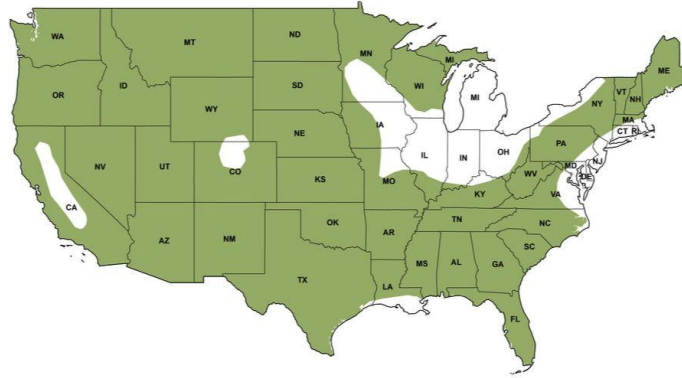 WA
MT
ND
MN
MI
ME
VT
NH
OR
ID
SD
WI
NY
MI
MA
WY
CT
RI
IA
PA
NE
OH
NJ
IL
IN
MD
DE
NV
UT
CO
WV
VA
KS
MO
KY
CA
NC
TN
OK
AZ
NM
AR
SC
MS
AL
GA
TX
LA
FL